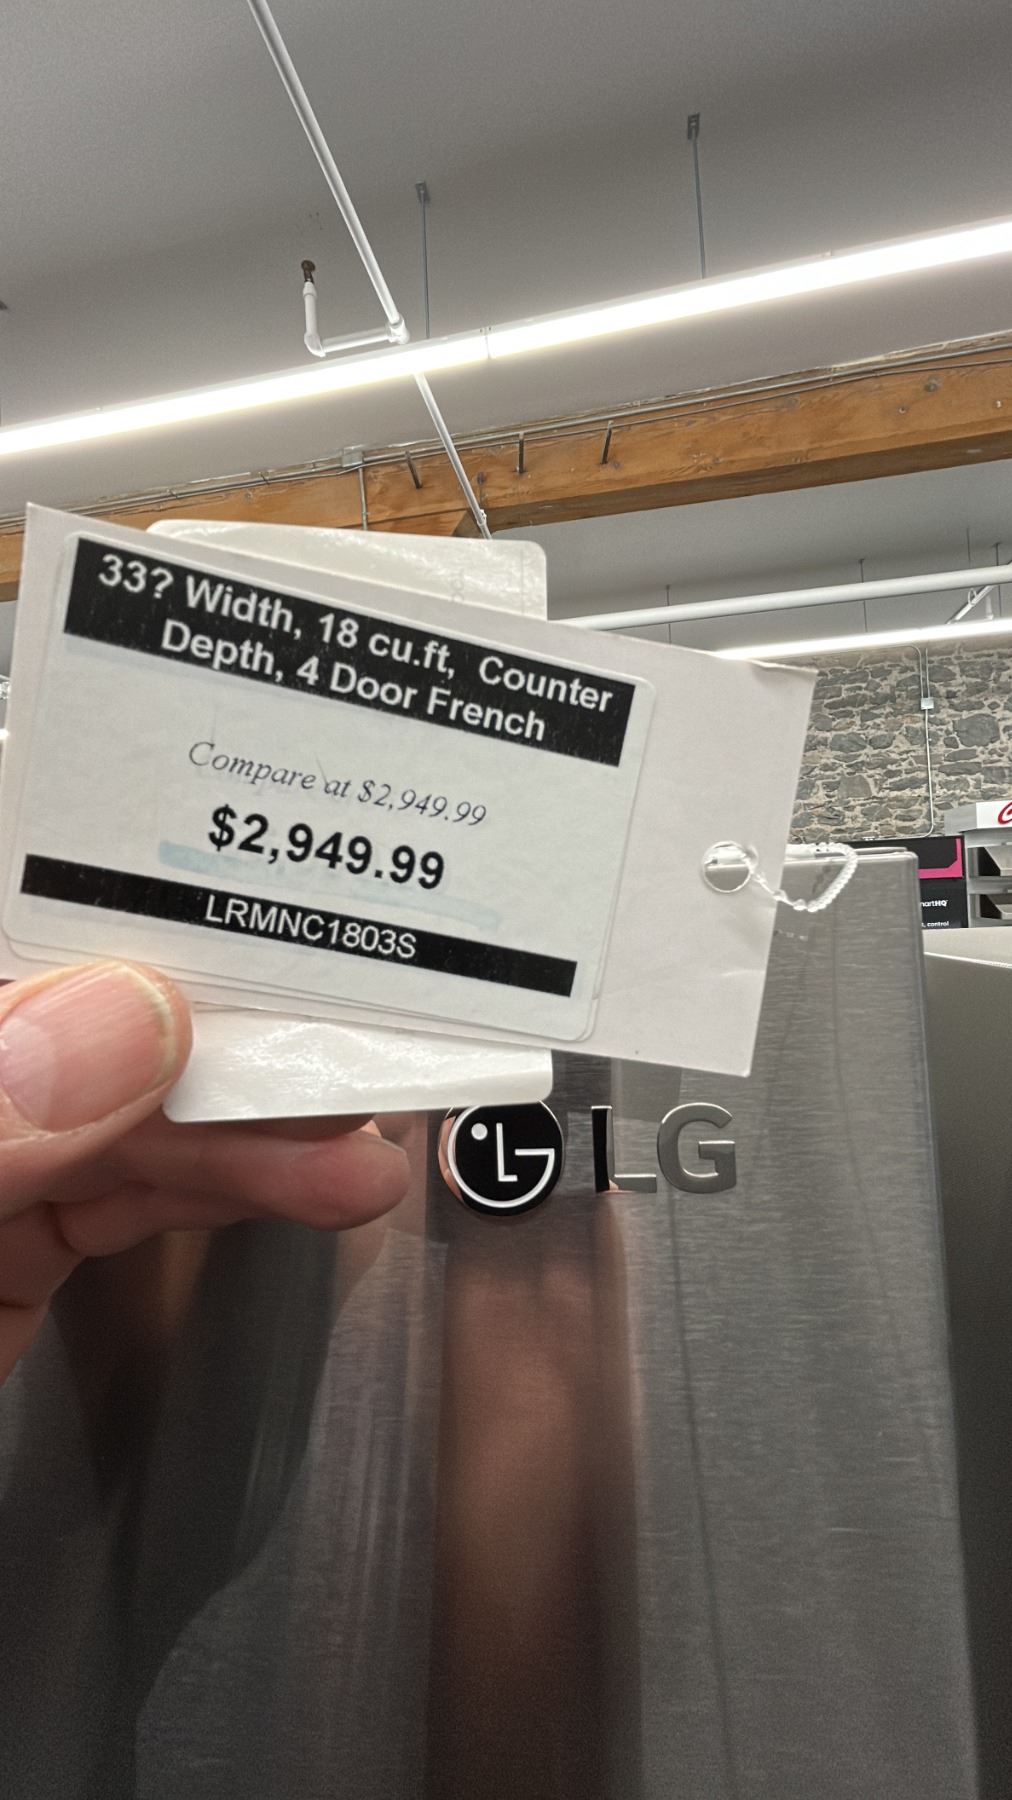 33? Width, 18 cu.ft, Counter
Depth, 4 Door French
Compare at $2,949.99
$2,949.99
LRMNC1803S
LG LG